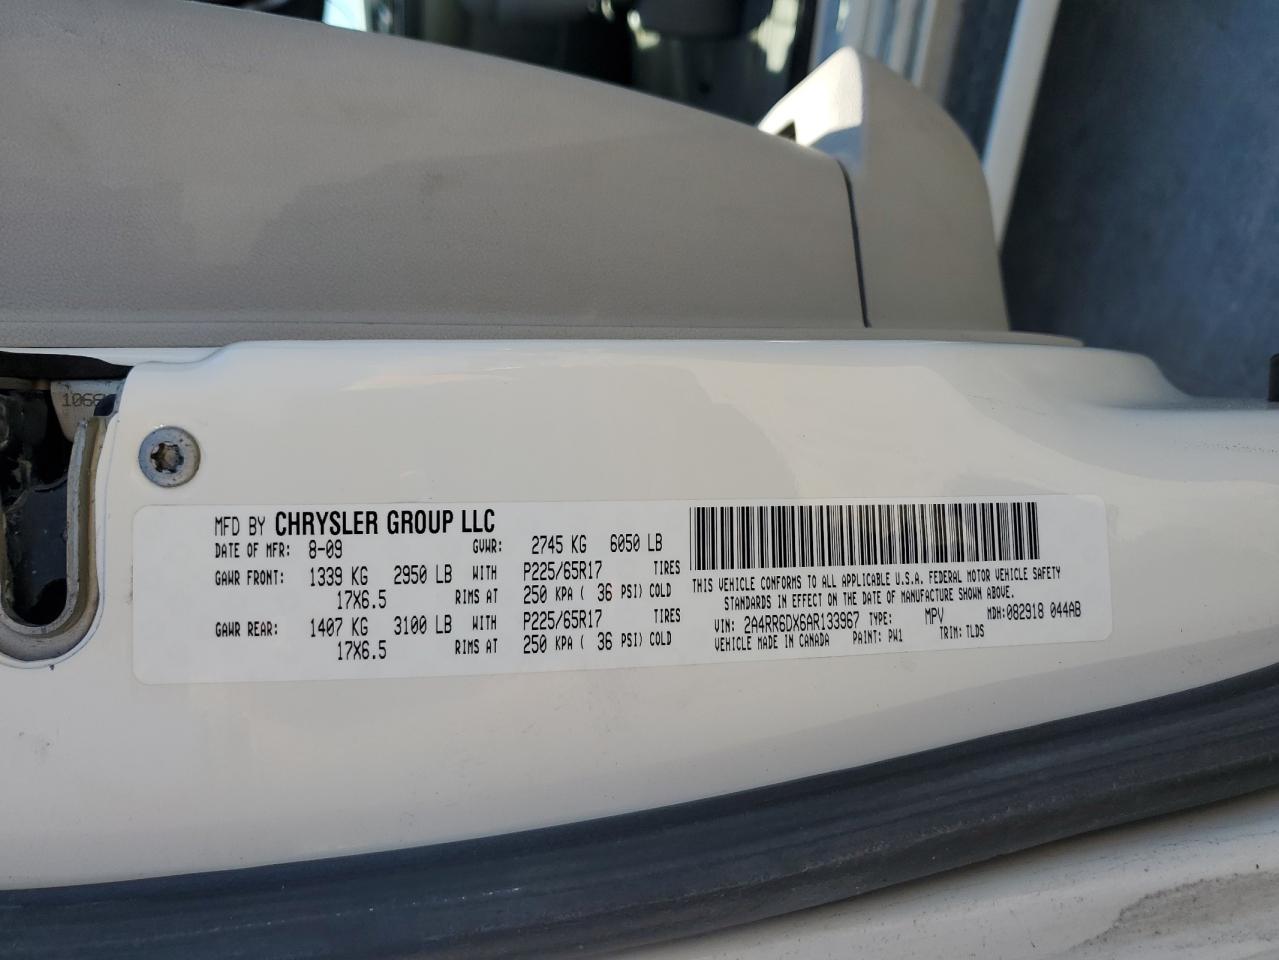 1068
MFD BY CHRYSLER GROUP LLC
DATE OF MFR: 8-09 GVWR: 2745 KG 6050 LB
GAWR FRONT: 1339 KG 2950 LB WITH P225/65R17 TIRES
17X6.5 RIMS AT 250 KPA ( 36 PSI) COLD
GAWR REAR: 1407 KG 3100 LB WITH P225/65R17 TIRES
17X6.5 RIMS AT 250 KPA ( 36 PSI) COLD
THIS VEHICLE CONFORMS TO ALL APPLICABLE U.S.A. FEDERAL MOTOR VEHICLE SAFETY
STANDARDS IN EFFECT ON THE DATE OF MANUFACTURE SHOWN ABOVE.
VIN: 2A4RR6DX6AR133967 TYPE: MPV MDH:082918 044AB
VEHICLE MADE IN CANADA PAINT: PW1 TRIM: TLDS